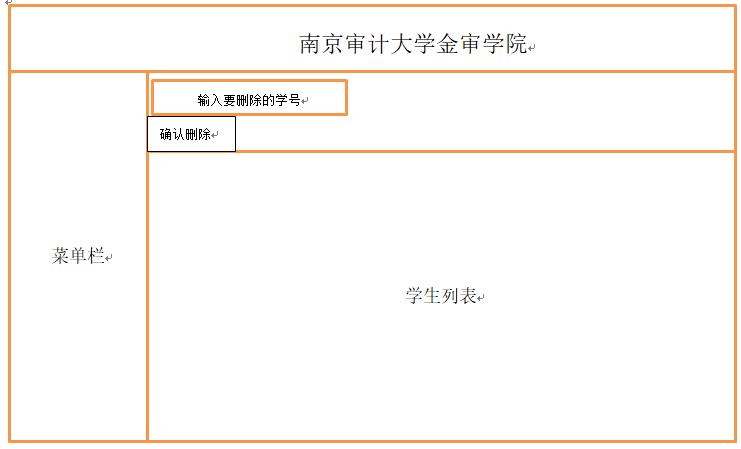 南京审计大学金审学院
输入要删除的学号
确认删除
菜单栏
学生列表